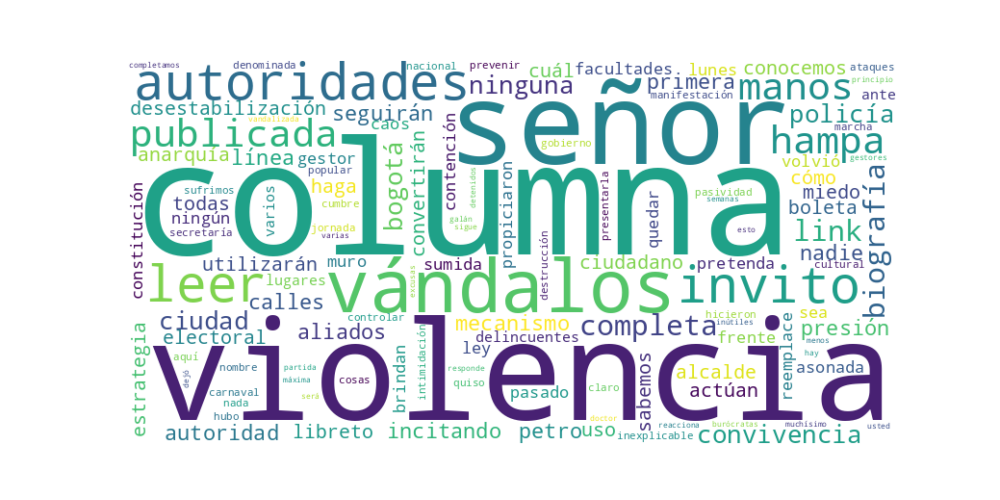 completamos denominada nacional prevenir cuál facultades. lunes conocemos ataques
autoridades ninguna primera manos principio
manifestación ante
desestabilización seguirán señor policía
publicada vandalizada caos hampa marcha
anarquía línea gestor gobierno volvió gestores
columna
contención
convertirán
bogotá
popular haga cómo
sufrimos cumbre detenidos pasividad miedo
todas varios propiciaron presentarla semanas boleta biografía
ningún jornada galán quedar esto link
secretaría varias sigue nadie
constitución
utilizarán muro sumida destrucción ciudadano pretenda cultural
leer lugares excusas vándalos invito
calles
controlar mecanismo hicieron sea
ciudad aliados completa inútiles presión
electoral delincuentes frente reemplace menos
estrategia ley hay asonada
violencia
aquí nombre partida intimidación responde alcalde
dejó cosas quiso claro actúan
carnaval máxima brindan pasado sabemos
nada será
hubo doctor
autoridad libreto incitando petro uso reacciona burócratas muchísimo usted
inexplicable convivencia